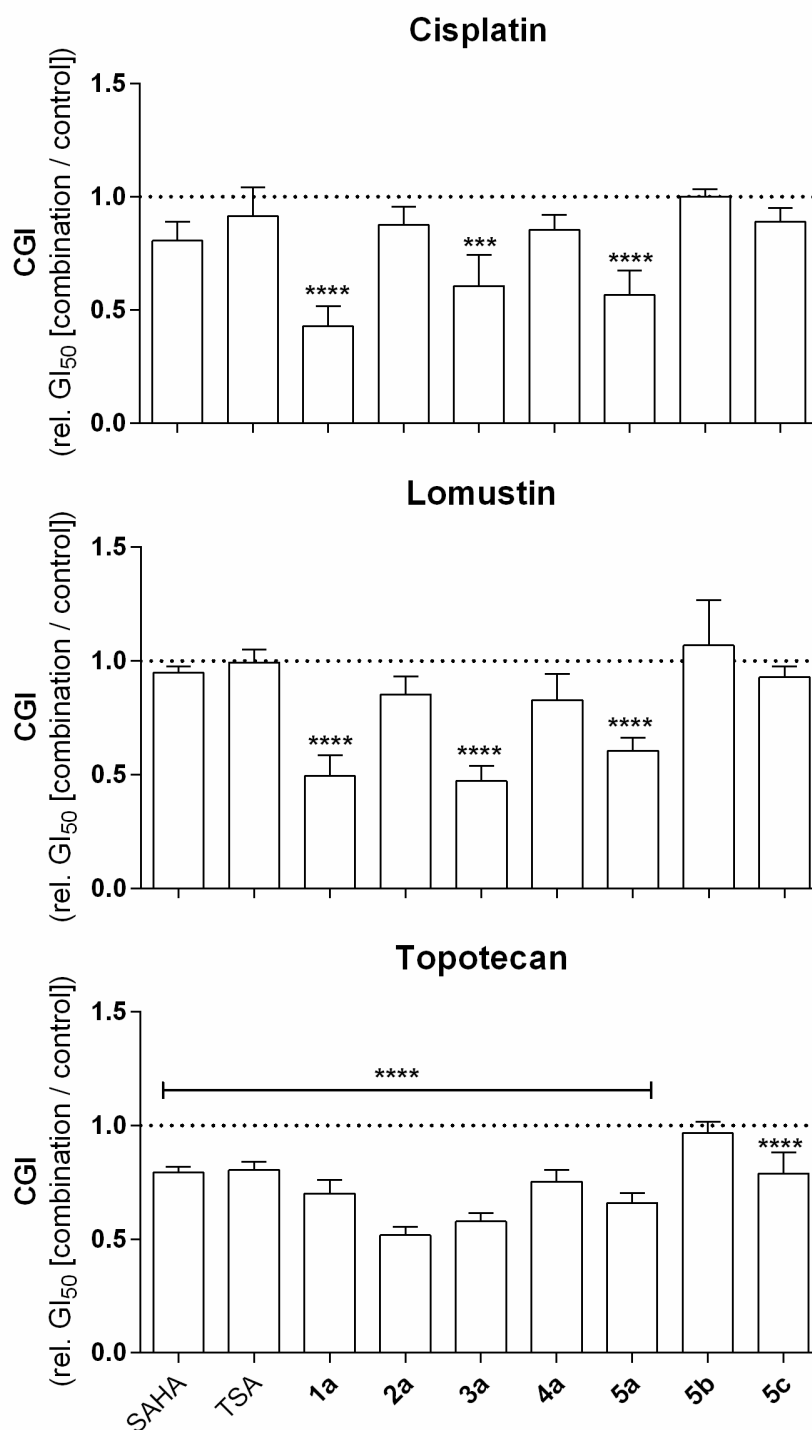 Cisplatin
CGI
(rel. GI50 [combination / control])
1.5
1.0
0.5
0.0
****
***
****
Lomustin
CGI
(rel. GI50 [combination / control])
1.5
1.0
0.5
0.0
****
****
****
Topotecan
CGI
(rel. GI50 [combination / control])
1.5
1.0
0.5
0.0
****
****
SAHA TSA 1a 2a 3a 4a 5a 5b 5c